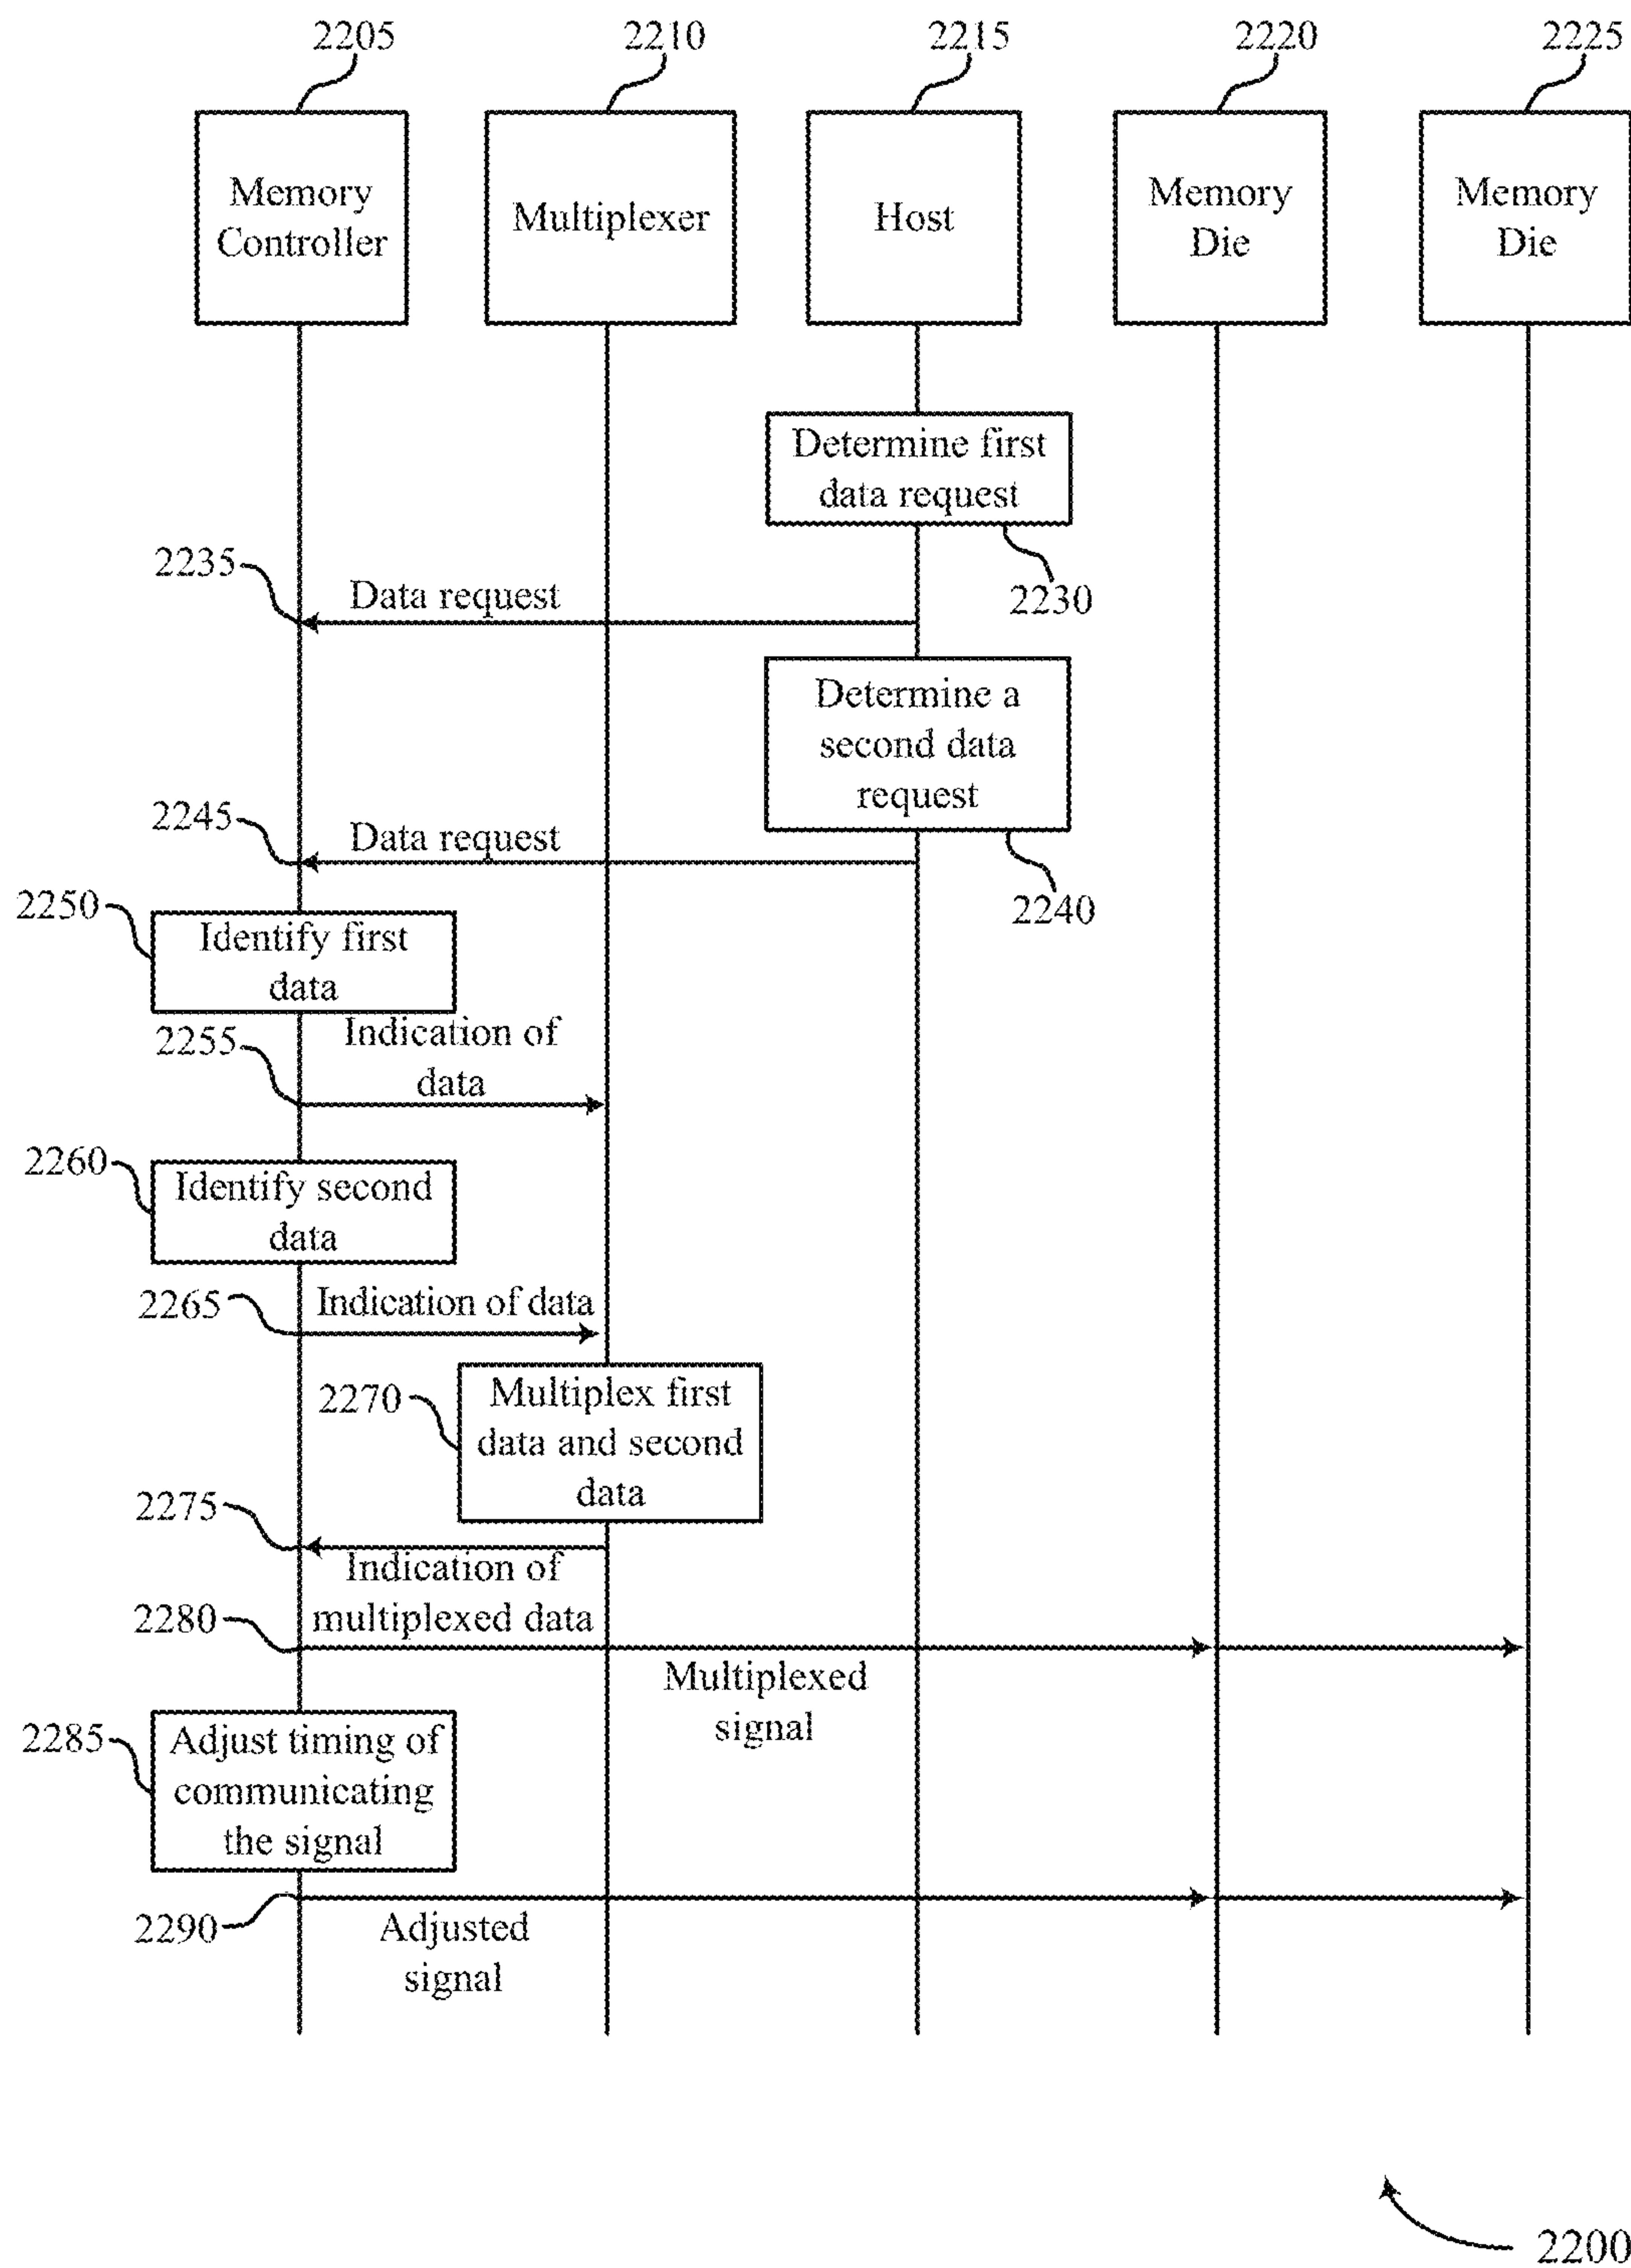 2205
2210
2215
2220
2225
Memory
Controller
Multiplexer
Host
Memory
Die
Memory
Die
Determine first
data request
2230
2235
Data request
Determine a
second data
request
2240
2245
Data request
2250
Identify first
data
2255
Indication of
data
2260
Identify second
data
2265
Indication of data
2270
Multiplex first
data and second
data
2275
Indication of
multiplexed data
2280
Multiplexed
signal
2285
Adjust timing of
communicating
the signal
2290
Adjusted
signal
2200